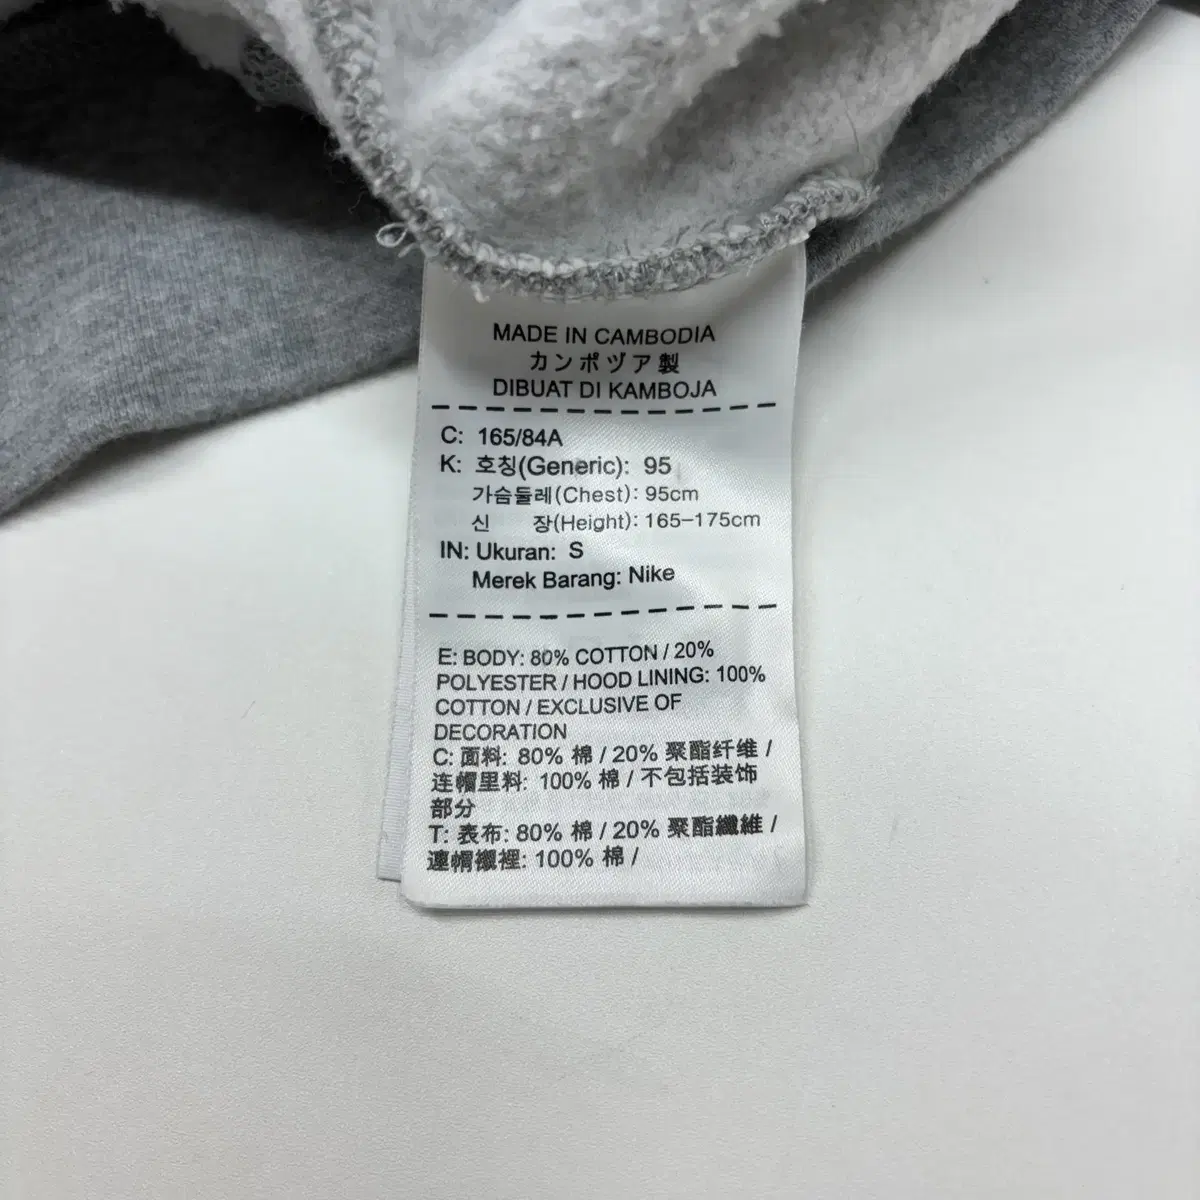 MADE IN CAMBODIA
カンポヅア製
DIBUAT DI KAMBOJA
C: 165/84A
K: 호칭(Generic): 95
가슴둘레(Chest): 95cm
신 장(Height): 165-175cm
IN: Ukuran: S
Merek Barang: Nike
E: BODY: 80% COTTON / 20%
POLYESTER / HOOD LINING: 100%
COTTON / EXCLUSIVE OF
DECORATION
C: 面料: 80% 棉 / 20% 聚酯纤维 /
连帽里料: 100% 棉 / 不包括装饰
部分
T: 表布: 80% 棉 / 20% 聚酯纖維 /
連帽襯裡: 100% 棉 /